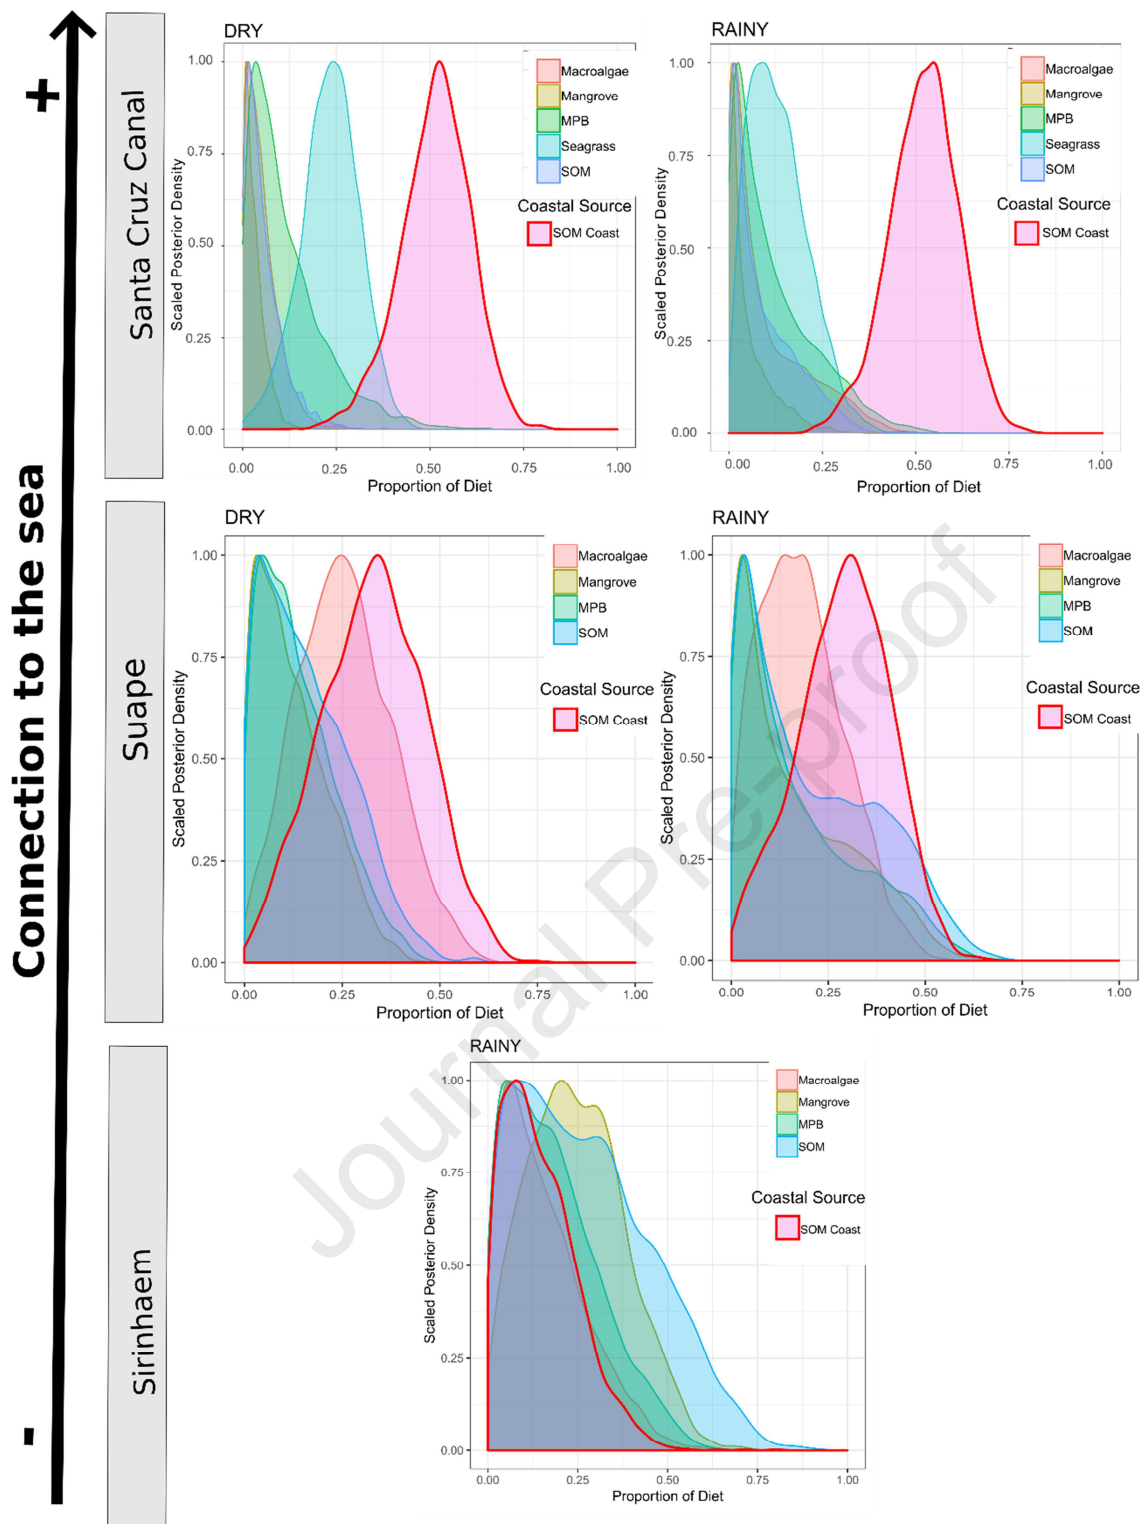 Connection to the sea
+
-
Santa Cruz Canal
DRY
Scaled Posterior Density
1.00
0.75
0.50
0.25
0.00
0.00 0.25 0.50 0.75 1.00
Proportion of Diet
Macroalgae
Mangrove
MPB
Seagrass
SOM
Coastal Source
SOM Coast
RAINY
Scaled Posterior Density
1.00
0.75
0.50
0.25
0.00
0.00 0.25 0.50 0.75 1.00
Proportion of Diet
Macroalgae
Mangrove
MPB
Seagrass
SOM
Coastal Source
SOM Coast
Suape
DRY
Scaled Posterior Density
1.00
0.75
0.50
0.25
0.00
0.00 0.25 0.50 0.75 1.00
Proportion of Diet
Macroalgae
Mangrove
MPB
SOM
Coastal Source
SOM Coast
RAINY
Scaled Posterior Density
1.00
0.75
0.50
0.25
0.00
0.00 0.25 0.50 0.75 1.00
Proportion of Diet
Macroalgae
Mangrove
MPB
SOM
Coastal Source
SOM Coast
Sirinhaem
RAINY
Scaled Posterior Density
1.00
0.75
0.50
0.25
0.00
0.00 0.25 0.50 0.75 1.00
Proportion of Diet
Macroalgae
Mangrove
MPB
SOM
Coastal Source
SOM Coast
Journal Pre-proof